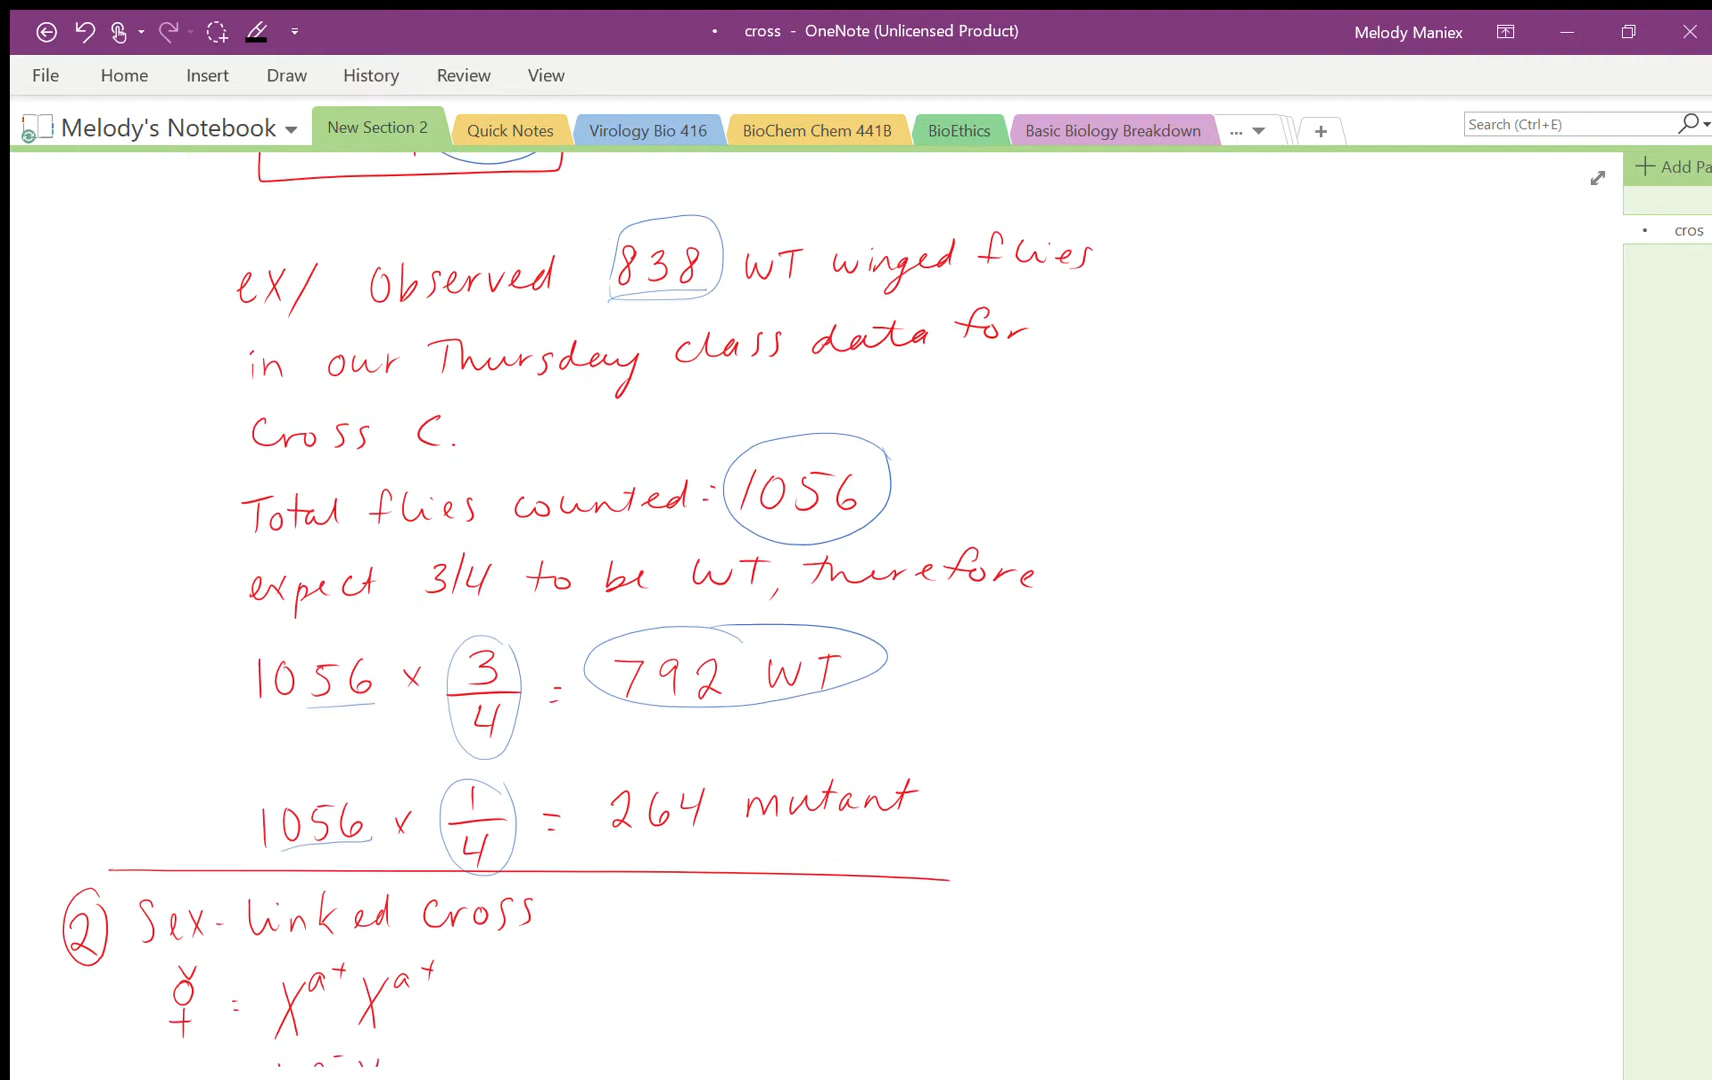 cross - OneNote (Unlicensed Product)
Melody Maniex
File Home Insert Draw History Review View
Melody's Notebook New Section 2 Quick Notes Virology Bio 416 BioChem Chem 441B BioEthics Basic Biology Breakdown ... +
Search (Ctrl+E)
+ Add Pa
cros
ex/ Observed 838 WT winged flies
in our Thursday class data for
Cross C.
Total flies counted = 1056
expect 3/4 to be WT, therefore
1056 x 3/4 = 792 WT
1056 x 1/4 = 264 mutant
② Sex-linked cross
♀ = X^a+ X^a+